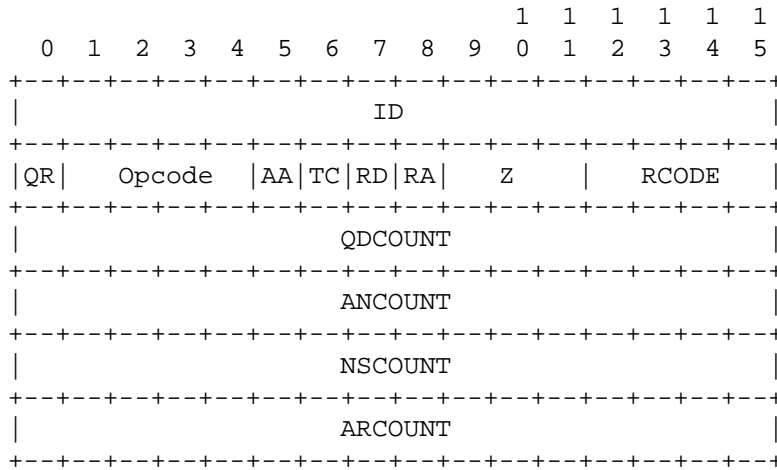 1  1  1  1  1  1
  0  1  2  3  4  5  6  7  8  9  0  1  2  3  4  5
+--+--+--+--+--+--+--+--+--+--+--+--+--+--+--+--+
|                      ID                       |
+--+--+--+--+--+--+--+--+--+--+--+--+--+--+--+--+
|QR|   Opcode  |AA|TC|RD|RA|   Z    |   RCODE   |
+--+--+--+--+--+--+--+--+--+--+--+--+--+--+--+--+
|                    QDCOUNT                    |
+--+--+--+--+--+--+--+--+--+--+--+--+--+--+--+--+
|                    ANCOUNT                    |
+--+--+--+--+--+--+--+--+--+--+--+--+--+--+--+--+
|                    NSCOUNT                    |
+--+--+--+--+--+--+--+--+--+--+--+--+--+--+--+--+
|                    ARCOUNT                    |
+--+--+--+--+--+--+--+--+--+--+--+--+--+--+--+--+